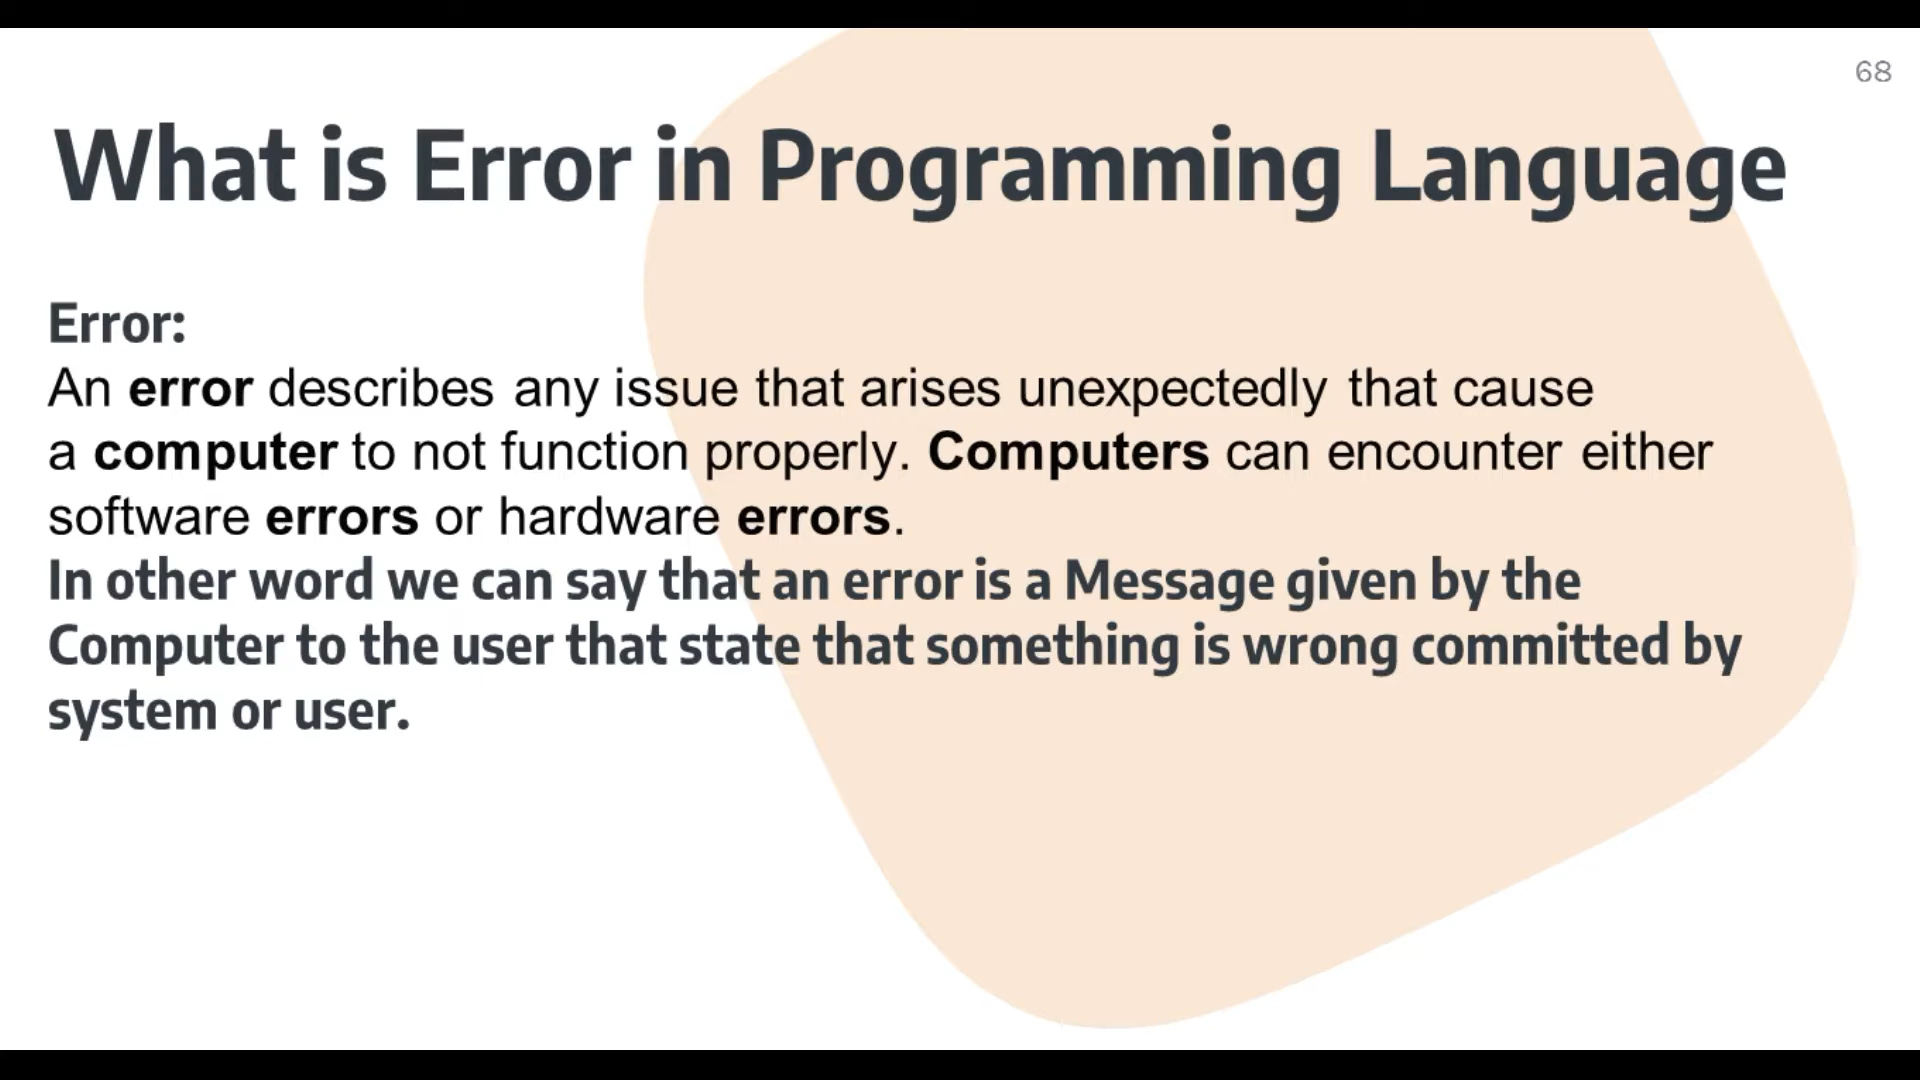 68
What is Error in Programming Language
Error:
An error describes any issue that arises unexpectedly that cause
a computer to not function properly. Computers can encounter either
software errors or hardware errors.
In other word we can say that an error is a Message given by the
Computer to the user that state that something is wrong committed by
system or user.